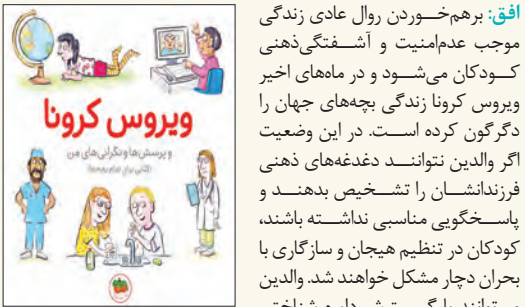 افق: برهم‌خوردن روال عادی زندگی
موجب عدم‌امنیت و آشفتگی‌ذهنی
کودکان می‌شود و در ماه‌های اخیر
ویروس کرونا زندگی بچه‌های جهان را
دگرگون کرده است. در این وضعیت
اگر والدین نتوانند دغدغه‌های ذهنی
فرزندانشان را تشخیص بدهند و
پاسخگویی مناسبی نداشته باشند،
کودکان در تنظیم هیجان و سازگاری با
بحران دچار مشکل خواهند شد. والدین
ویروس کرونا
و پرسش‌ها و نگرانی‌های من